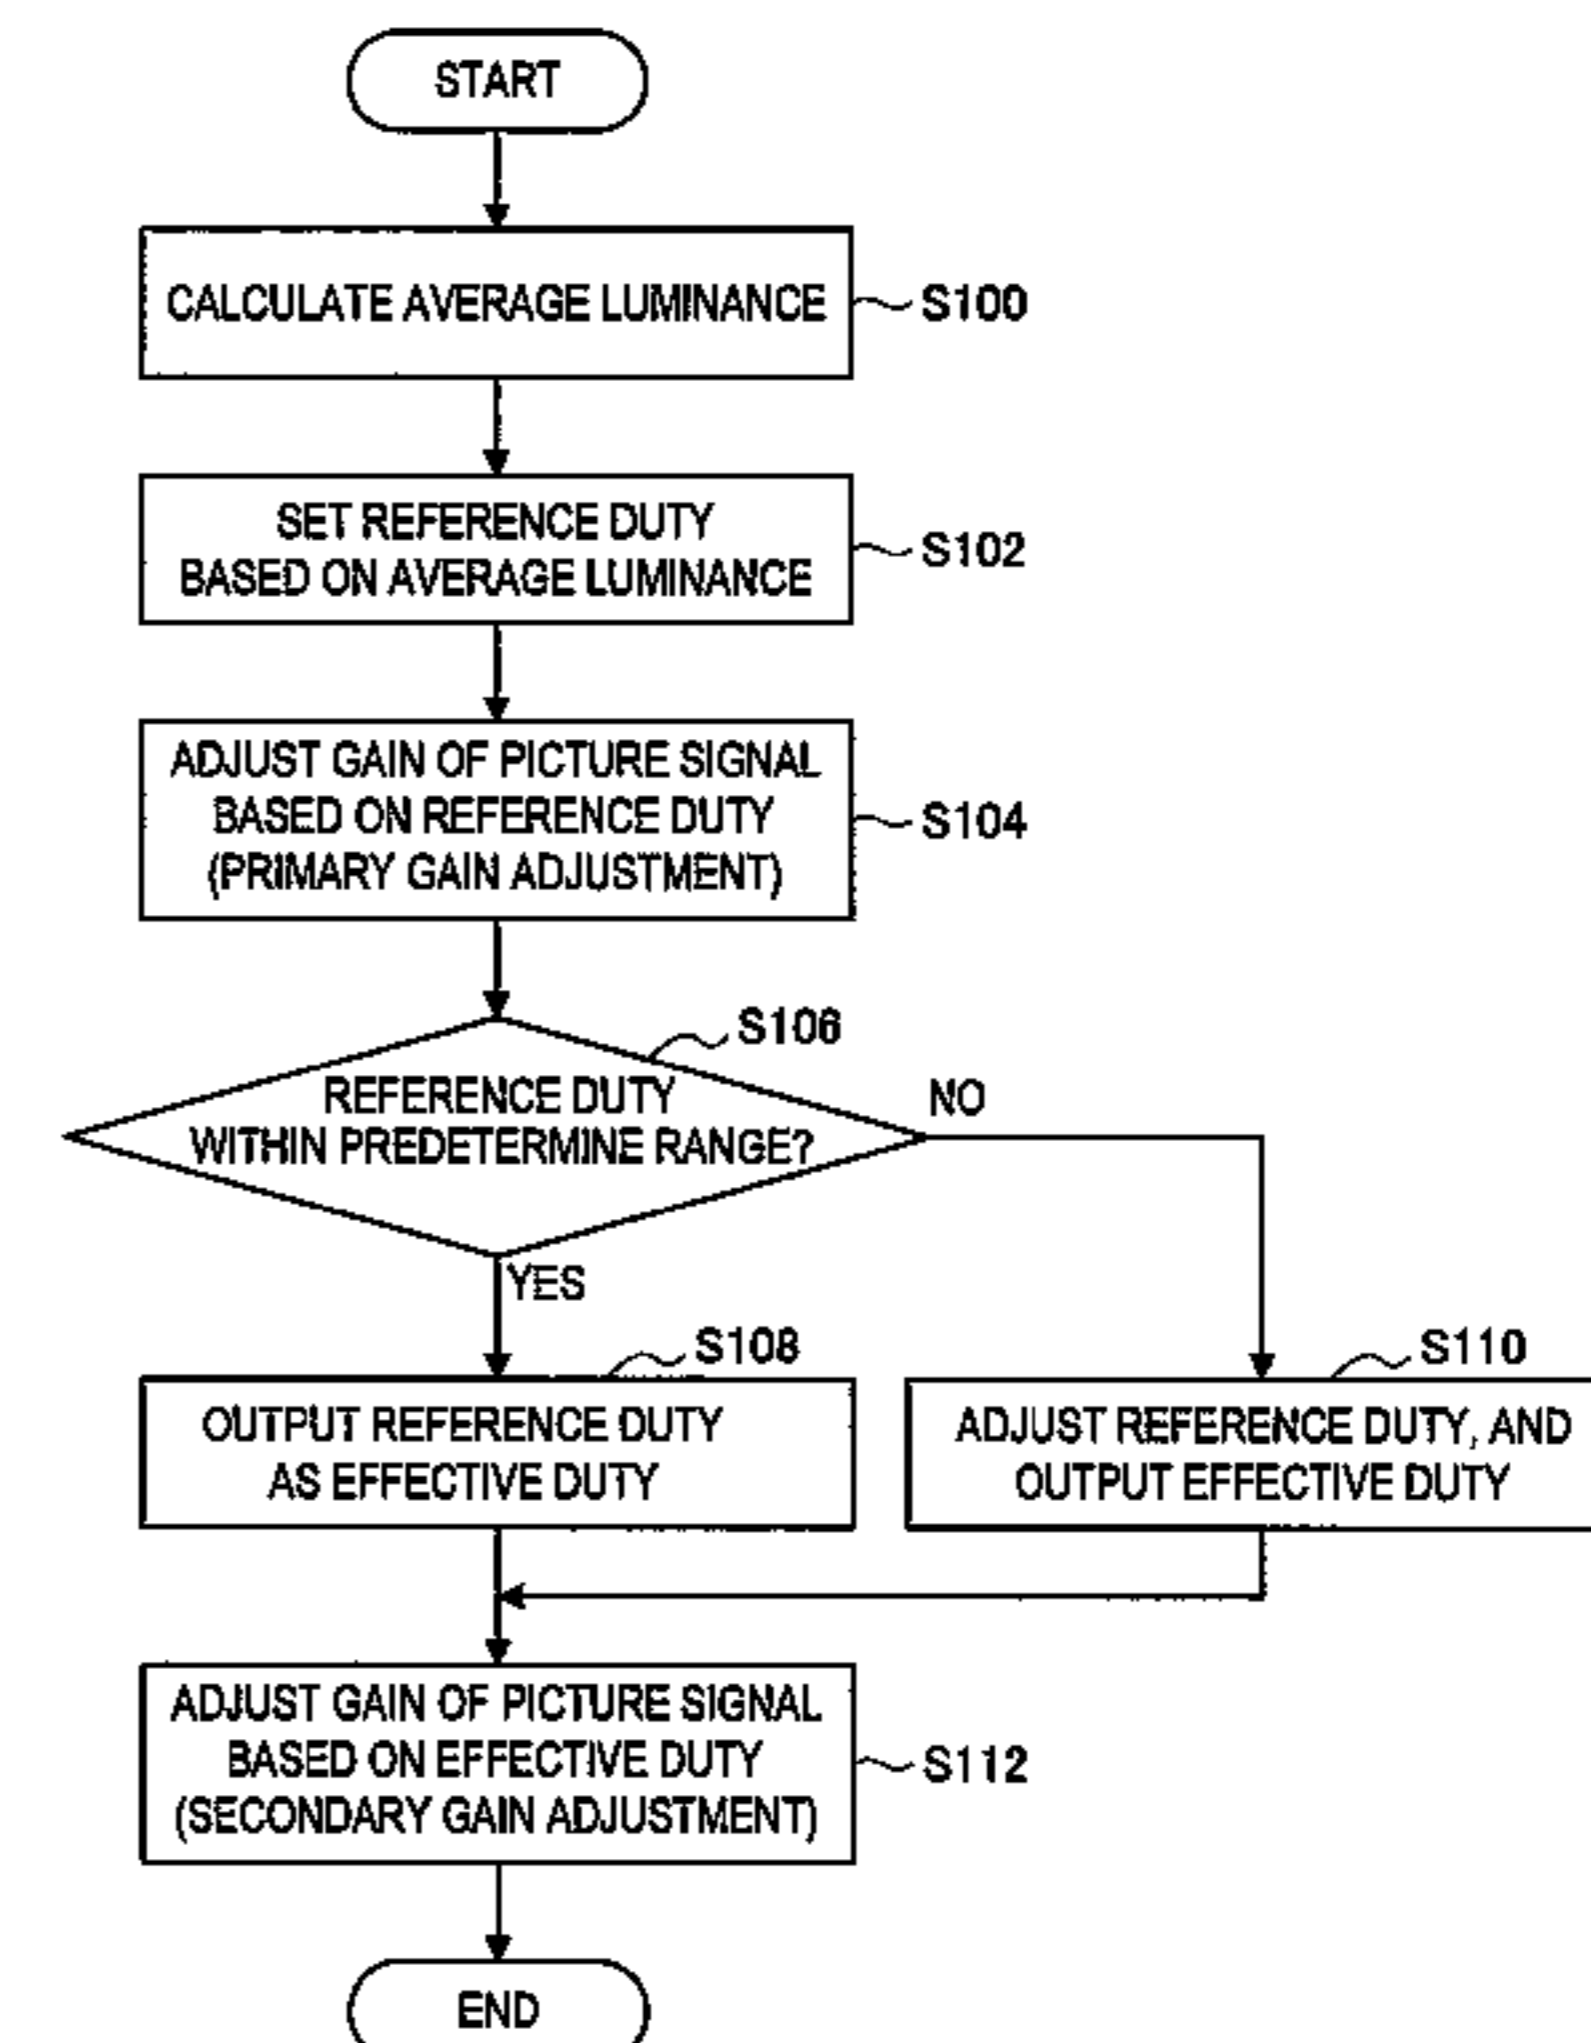 START
CALCULATE AVERAGE LUMINANCE
S100
SET REFERENCE DUTY
BASED ON AVERAGE LUMINANCE
S102
ADJUST GAIN OF PICTURE SIGNAL
BASED ON REFERENCE DUTY
(PRIMARY GAIN ADJUSTMENT)
S104
S106
REFERENCE DUTY
WITHIN PREDETERMINE RANGE?
NO
YES
S108
OUTPUT REFERENCE DUTY
AS EFFECTIVE DUTY
S110
ADJUST REFERENCE DUTY, AND
OUTPUT EFFECTIVE DUTY
ADJUST GAIN OF PICTURE SIGNAL
BASED ON EFFECTIVE DUTY
(SECONDARY GAIN ADJUSTMENT)
S112
END